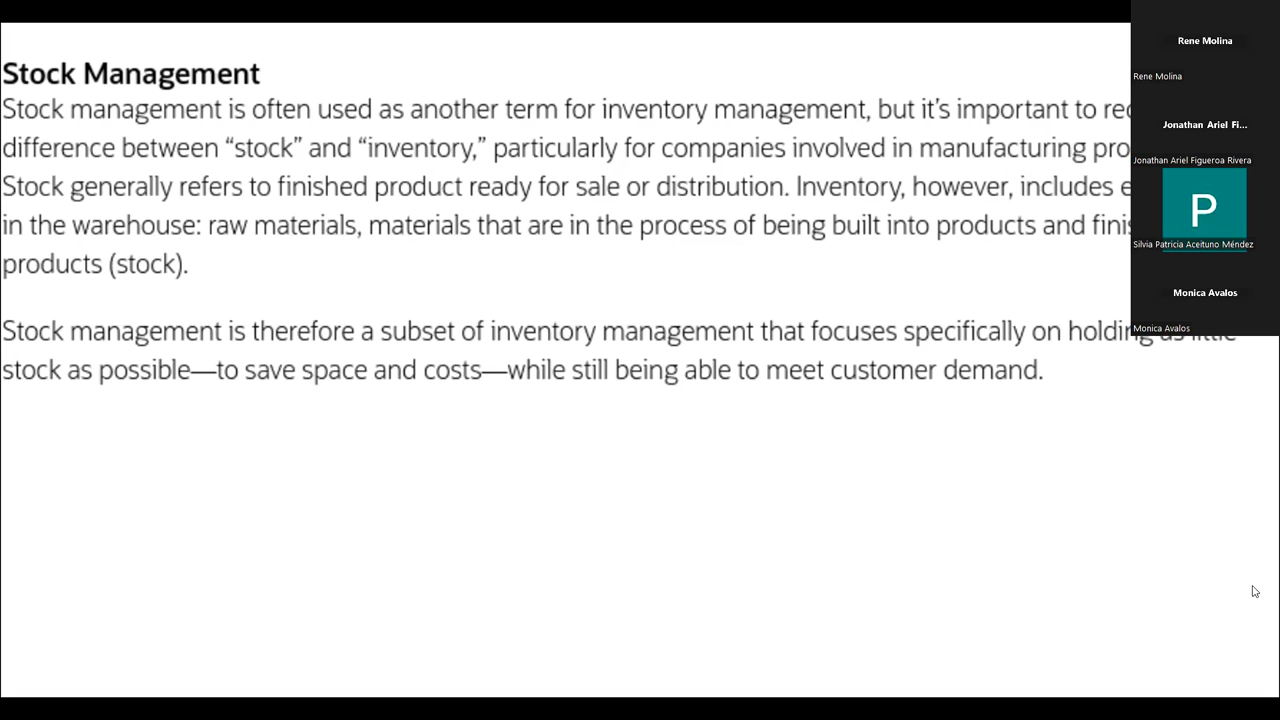 Stock Management
Stock management is often used as another term for inventory management, but it's important to
difference between “stock” and “inventory,” particularly for companies involved in manufacturing
Stock generally refers to finished product ready for sale or distribution. Inventory, however, includes
in the warehouse: raw materials, materials that are in the process of being built into products and
products (stock).
Stock management is therefore a subset of inventory management that focuses specifically on holding as little
stock as possible—to save space and costs—while still being able to meet customer demand.
Rene Molina
Rene Molina
Jonathan Ariel Fi...
Jonathan Ariel Figueroa Rivera
P
Silvia Patricia Aceituno Méndez
Monica Avalos
Monica Avalos